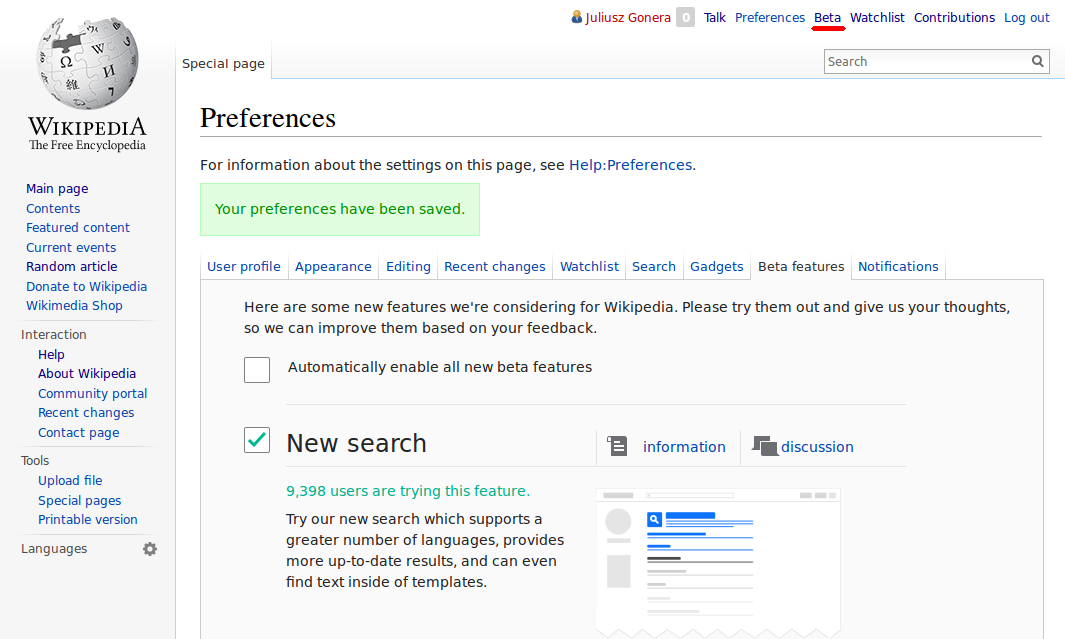 Juliusz Gonera 0 Talk Preferences Beta Watchlist Contributions Log out
Special page
Search
WIKIPEDIA
The Free Encyclopedia
Main page
Contents
Featured content
Current events
Random article
Donate to Wikipedia
Wikimedia Shop
Interaction
Help
About Wikipedia
Community portal
Recent changes
Contact page
Tools
Upload file
Special pages
Printable version
Languages
Preferences
For information about the settings on this page, see Help:Preferences.
Your preferences have been saved.
User profile Appearance Editing Recent changes Watchlist Search Gadgets Beta features Notifications
Here are some new features we're considering for Wikipedia. Please try them out and give us your thoughts,
so we can improve them based on your feedback.
Automatically enable all new beta features
New search information discussion
9,398 users are trying this feature.
Try our new search which supports a
greater number of languages, provides
more up-to-date results, and can even
find text inside of templates.